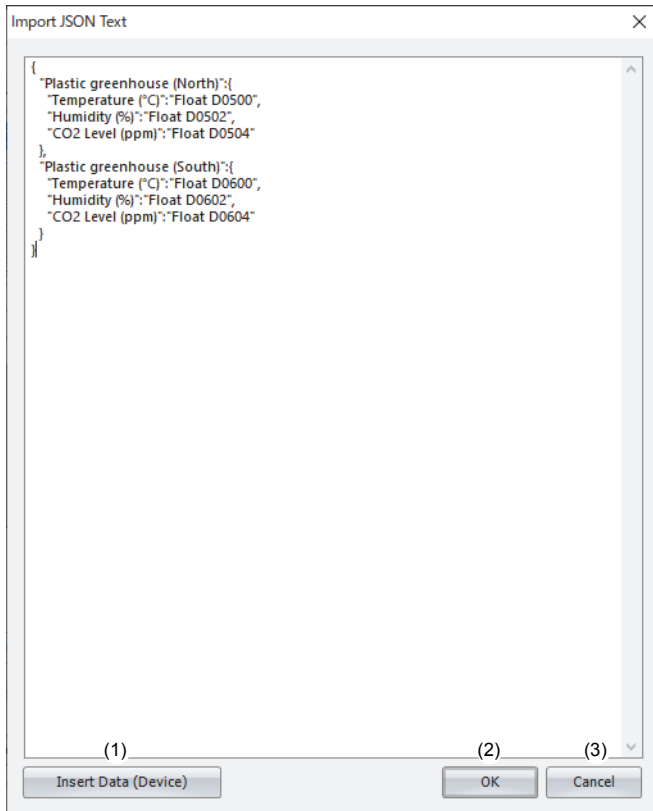 Import JSON Text
{
"Plastic greenhouse (North)":{
"Temperature (°C)":"Float D0500",
"Humidity (%)":"Float D0502",
"CO2 Level (ppm)":"Float D0504"
},
"Plastic greenhouse (South)":{
"Temperature (°C)":"Float D0600",
"Humidity (%)":"Float D0602",
"CO2 Level (ppm)":"Float D0604"
}
}
(1) (2) (3)
Insert Data (Device) OK Cancel